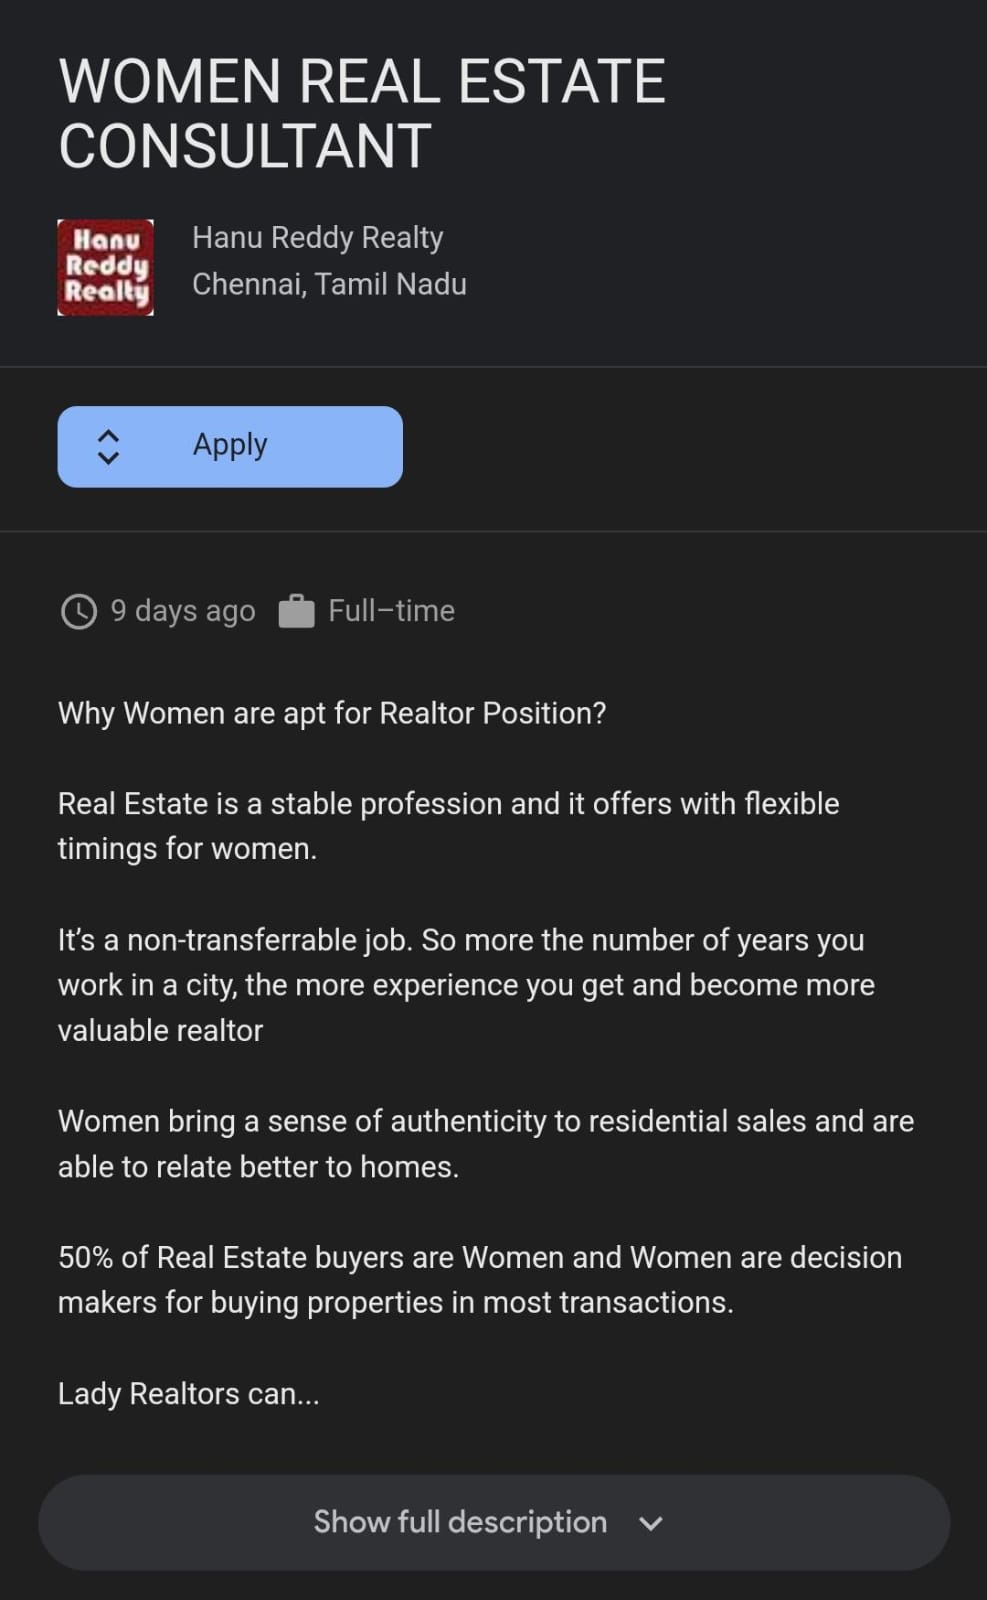 WOMEN REAL ESTATE
CONSULTANT
Hanu
Reddy
Realty
Hanu Reddy Realty
Chennai, Tamil Nadu
Apply
9 days ago Full–time
Why Women are apt for Realtor Position?
Real Estate is a stable profession and it offers with flexible
timings for women.
It’s a non-transferrable job. So more the number of years you
work in a city, the more experience you get and become more
valuable realtor
Women bring a sense of authenticity to residential sales and are
able to relate better to homes.
50% of Real Estate buyers are Women and Women are decision
makers for buying properties in most transactions.
Lady Realtors can...
Show full description